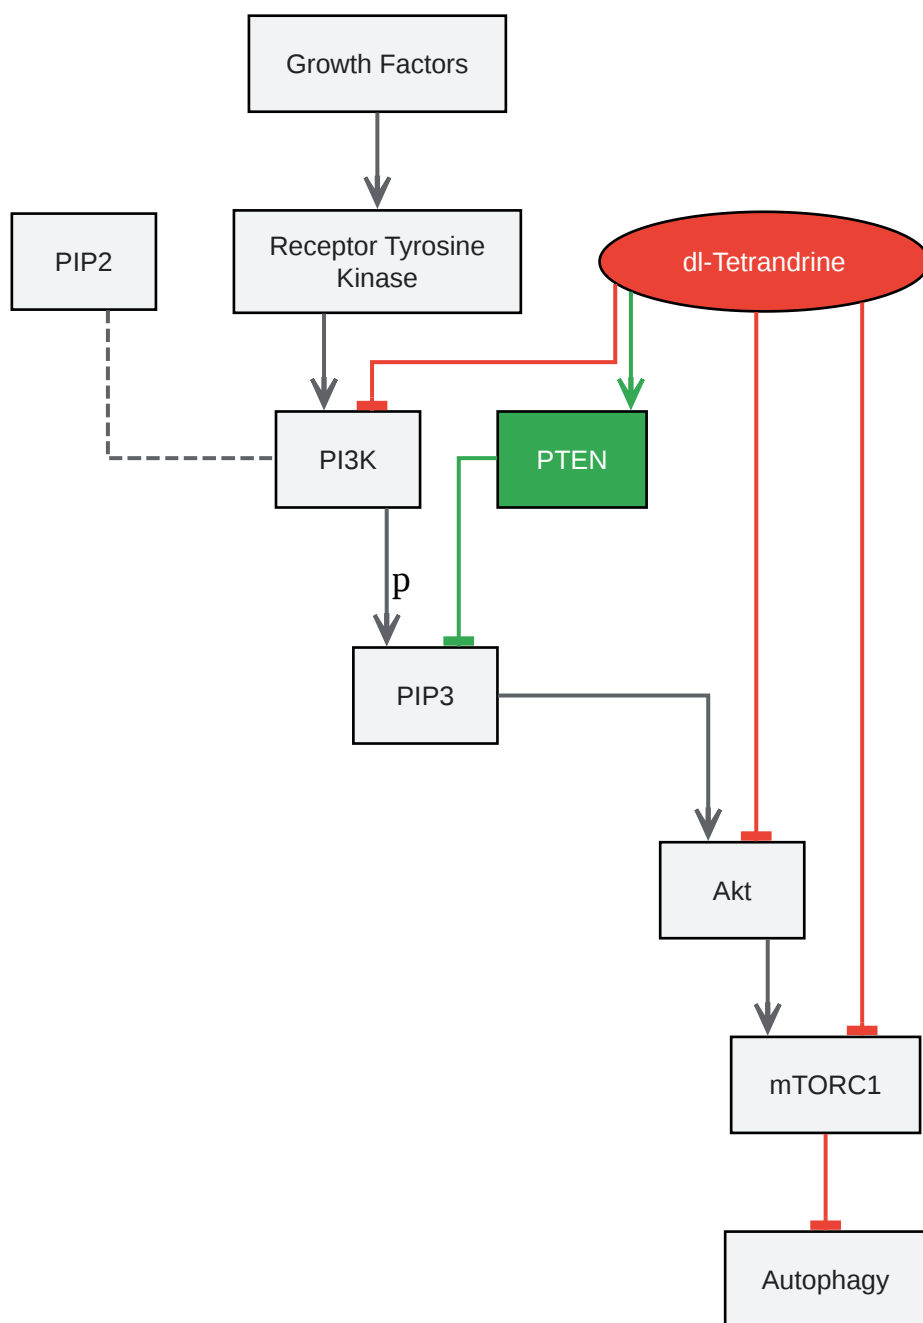 Growth Factors
PIP2
Receptor Tyrosine
Kinase
dl-Tetrandrine
PI3K
PTEN
p
PIP3
Akt
mTORC1
Autophagy